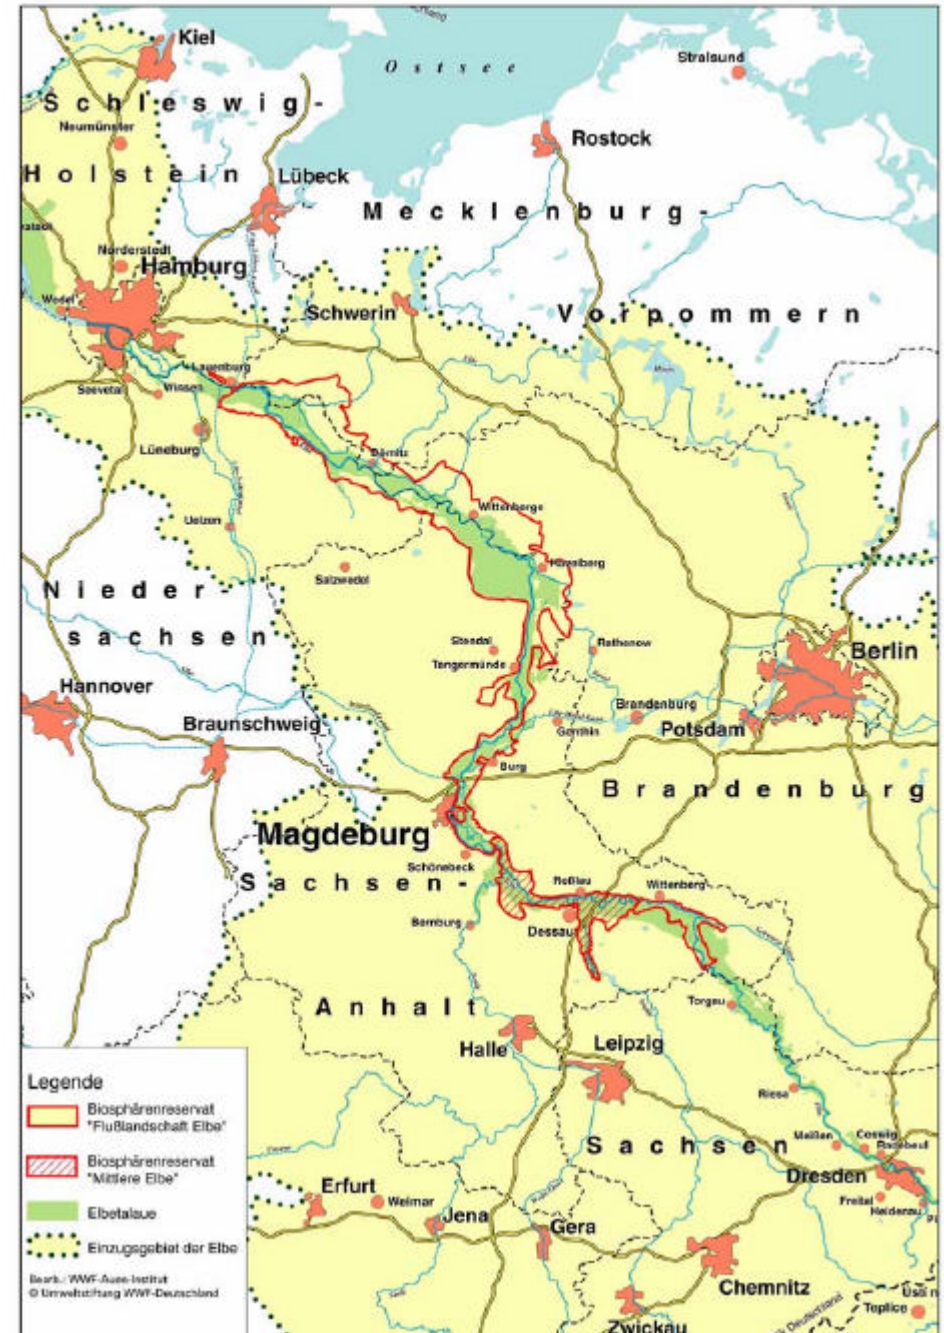 Kiel
Ostsee
Stralsund
Schleswig-
Neumünster
Rostock
Holstein
Lübeck
Mecklenburg-
Norderstedt
Hamburg
Wedel
Schwerin
Vorpommern
Lauenburg
Seevetal
Winsen
Lüneburg
Dömitz
Uelzen
Wittenberge
Salzwedel
Havelberg
Nieder-
sachsen
Stendal
Rathenow
Tangermünde
Berlin
Hannover
Brandenburg
Braunschweig
Potsdam
Genthin
Burg
Brandenburg
Magdeburg
Schönebeck
Sachsen-
Roßlau
Wittenberg
Bernburg
Dessau
Anhalt
Torgau
Halle
Leipzig
Riesa
Sachsen
Meißen
Coswig
Radebeul
Dresden
Freital
Heidenau
Erfurt
Weimar
Jena
Gera
Chemnitz
Zwickau
Teplice
Deutschland
Legende
Biosphärenreservat
"Flußlandschaft Elbe"
Biosphärenreservat
"Mittlere Elbe"
Elbetalaue
Einzugsgebiet der Elbe
Bearb.: WWF-Auen-Institut
© Umweltstiftung WWF-Deutschland